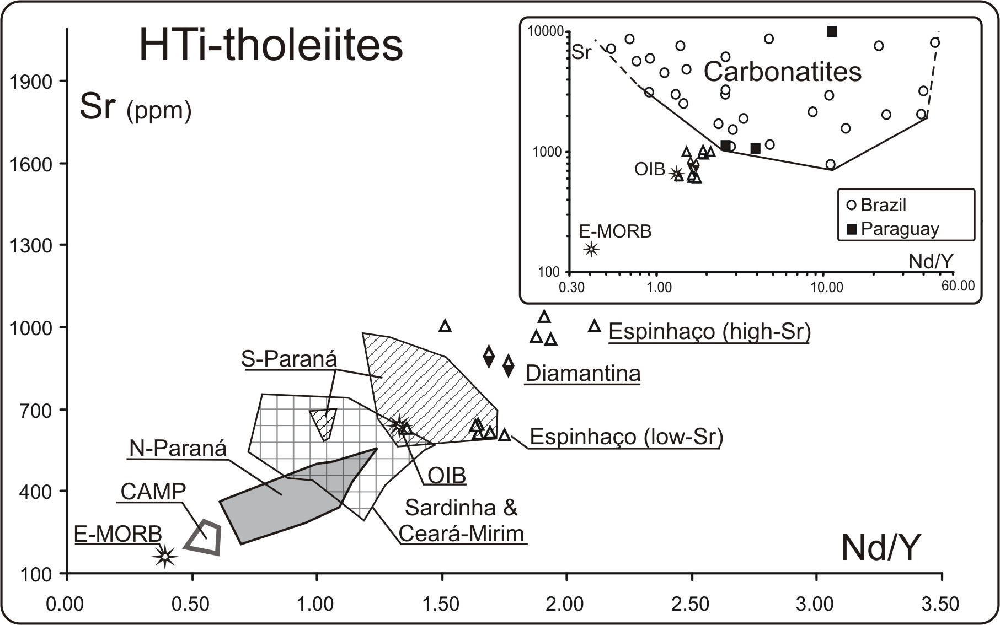 HTi-tholeiites
1900
Sr (ppm)
1600
1300
1000
700
400
100
0.00
0.50
1.00
1.50
2.00
2.50
3.00
3.50
Nd/Y
S-Paraná
N-Paraná
CAMP
E-MORB
OIB
Sardinha &
Ceará-Mirim
Espinhaço (high-Sr)
Diamantina
Espinhaço (low-Sr)
10000
Sr
Carbonatites
1000
OIB
E-MORB
100
Brazil
Paraguay
Nd/Y
0.30
1.00
10.00
60.00